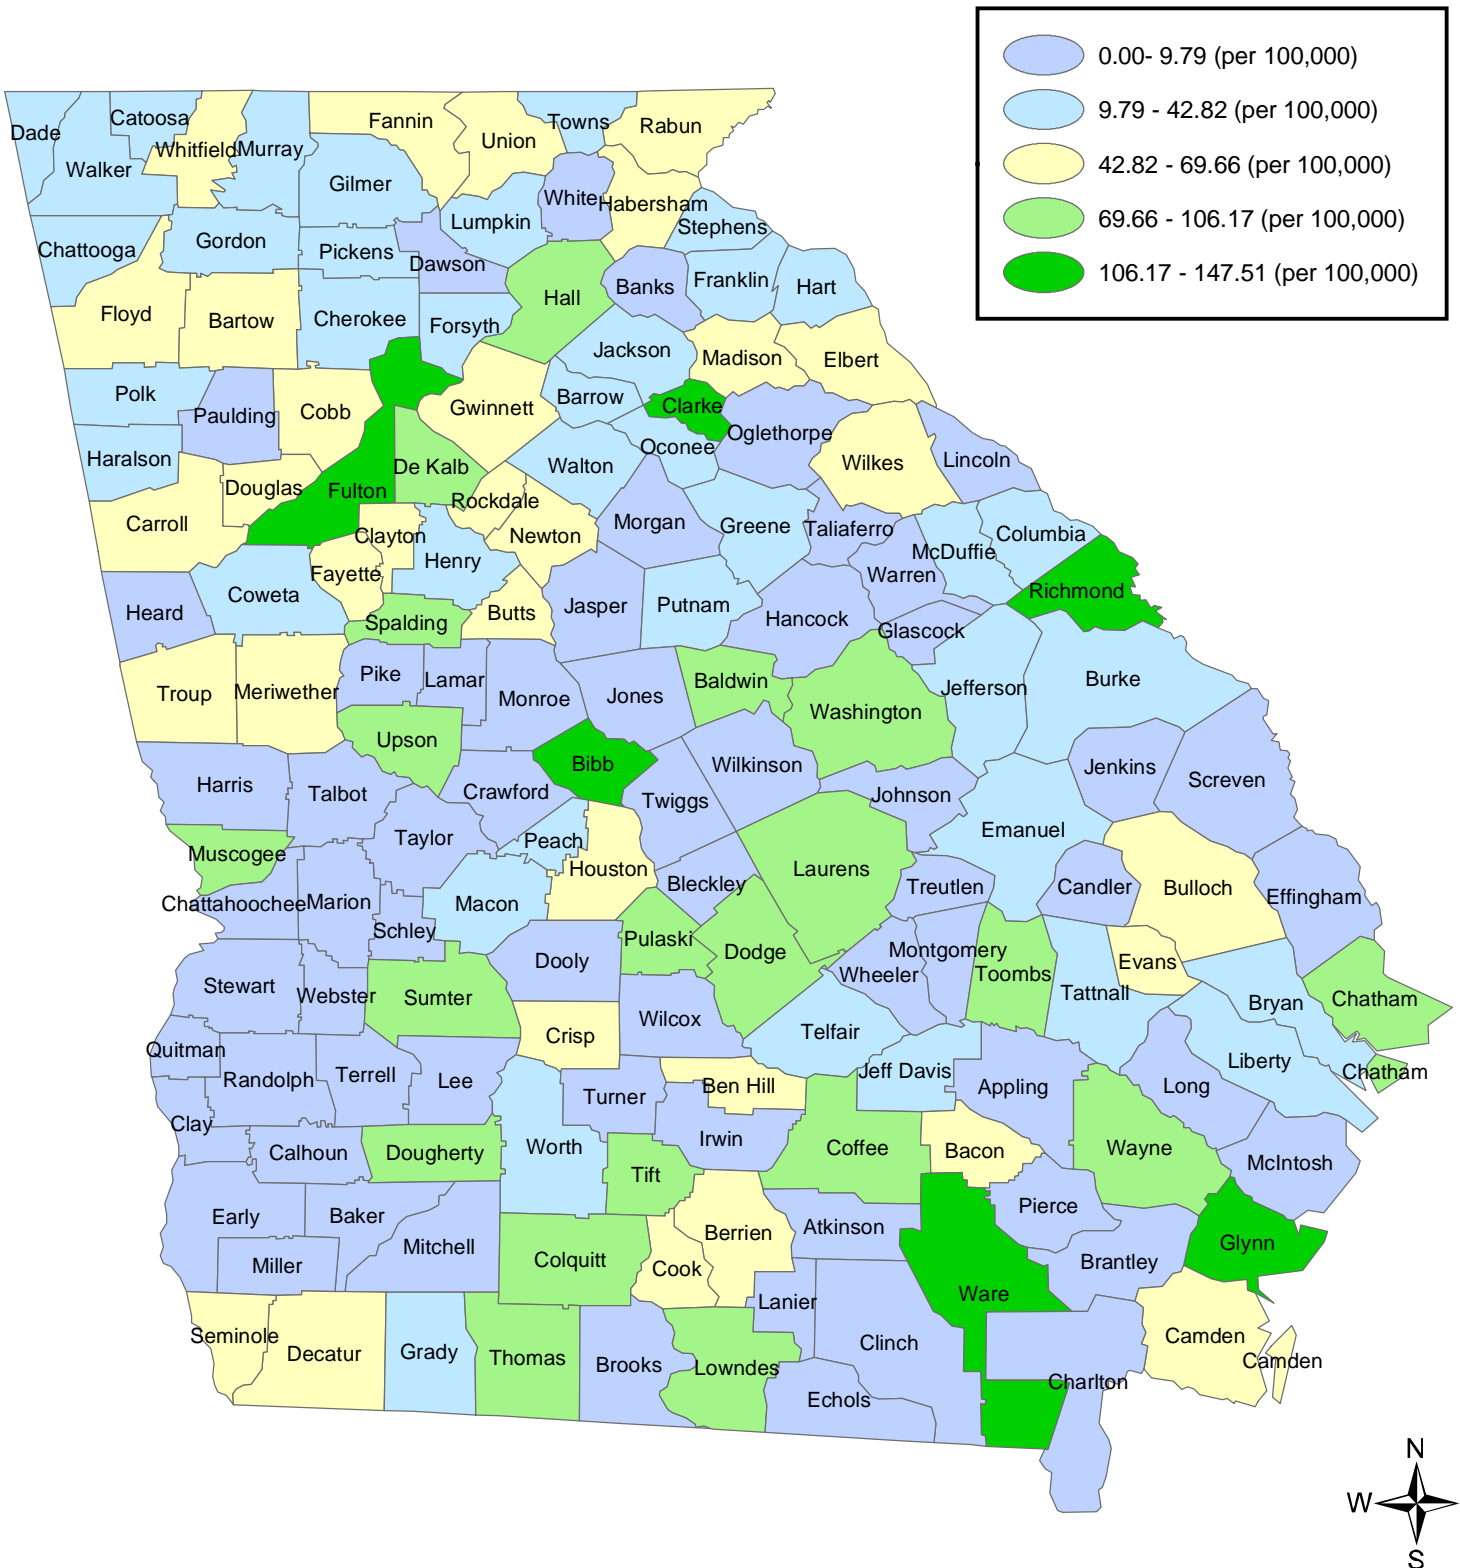 0.00- 9.79 (per 100,000)
9.79 - 42.82 (per 100,000)
42.82 - 69.66 (per 100,000)
69.66 - 106.17 (per 100,000)
106.17 - 147.51 (per 100,000)
Dade
Catoosa
Walker
Whitfield
Murray
Fannin
Union
Towns
Rabun
Gilmer
White
Habersham
Lumpkin
Stephens
Chattooga
Gordon
Pickens
Dawson
Hall
Banks
Franklin
Hart
Floyd
Bartow
Cherokee
Forsyth
Jackson
Madison
Elbert
Polk
Paulding
Cobb
Gwinnett
Barrow
Clarke
Oglethorpe
Haralson
De Kalb
Walton
Oconee
Wilkes
Lincoln
Douglas
Fulton
Rockdale
Carroll
Clayton
Newton
Morgan
Greene
Taliaferro
Columbia
McDuffie
Henry
Fayette
Warren
Richmond
Heard
Coweta
Spalding
Butts
Jasper
Putnam
Hancock
Glascock
Troup
Meriwether
Pike
Lamar
Monroe
Jones
Baldwin
Washington
Jefferson
Burke
Upson
Bibb
Wilkinson
Jenkins
Screven
Harris
Talbot
Crawford
Twiggs
Johnson
Taylor
Peach
Emanuel
Muscogee
Houston
Laurens
Bleckley
Treutlen
Candler
Bulloch
Effingham
Chattahoochee
Marion
Macon
Schley
Pulaski
Dodge
Montgomery
Dooly
Wheeler
Toombs
Evans
Stewart
Webster
Sumter
Tattnall
Bryan
Chatham
Crisp
Wilcox
Telfair
Quitman
Randolph
Terrell
Lee
Liberty
Chatham
Jeff Davis
Ben Hill
Turner
Appling
Long
Clay
Calhoun
Dougherty
Worth
Irwin
Tift
Coffee
Bacon
Wayne
McIntosh
Early
Baker
Mitchell
Berrien
Atkinson
Pierce
Glynn
Miller
Colquitt
Cook
Brantley
Ware
Lanier
Seminole
Decatur
Grady
Thomas
Brooks
Lowndes
Clinch
Echols
Camden
Camden
Charlton
N
W
S